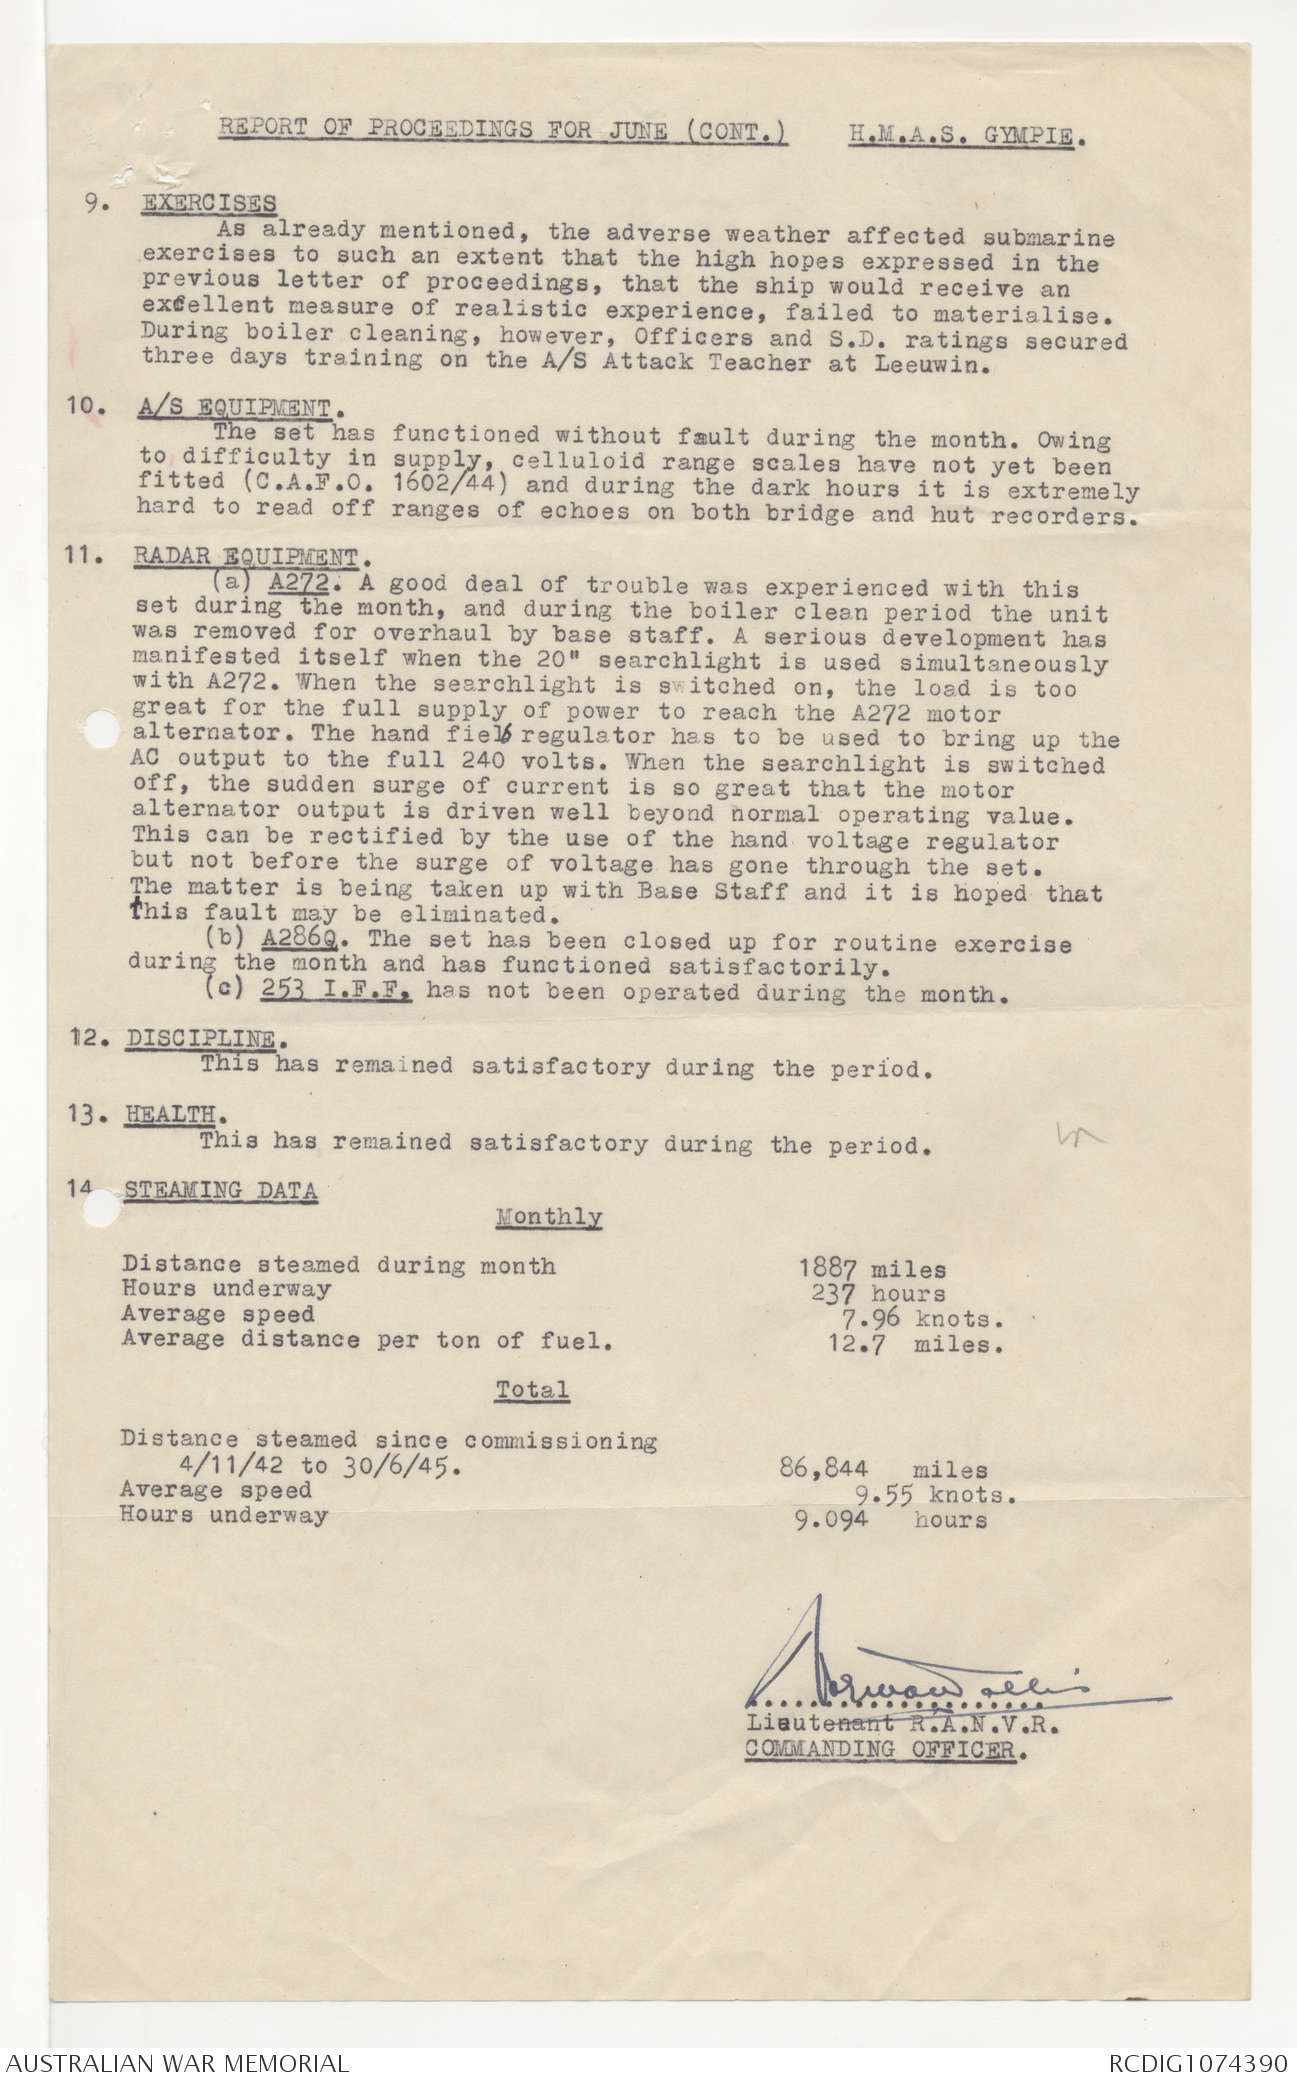 REPORT OF PROCEEDINGS FOR JUNE (CONT.) H.M.A.S. GYMPIE.
9. EXERCISES
As already mentioned, the adverse weather affected submarine
exercises to such an extent that the high hopes expressed in the
previous letter of proceedings, that the ship would receive an
excellent measure of realistic experience, failed to materialise.
During boiler cleaning, however, Officers and S.D. ratings secured
three days training on the A/S Attack Teacher at Leeuwin.
10. A/S EQUIPMENT.
The set has functioned without fault during the month. Owing
to difficulty in supply, celluloid range scales have not yet been
fitted (C.A.F.O. 1602/44) and during the dark hours it is extremely
hard to read off ranges of echoes on both bridge and hut recorders.
11. RADAR EQUIPMENT.
(a) A272. A good deal of trouble was experienced with this
set during the month, and during the boiler clean period the unit
was removed for overhaul by base staff. A serious development has
manifested itself when the 20" searchlight is used simultaneously
with A272. When the searchlight is switched on, the load is too
great for the full supply of power to reach the A272 motor
alternator. The hand field regulator has to be used to bring up the
AC output to the full 240 volts. When the searchlight is switched
off, the sudden surge of current is so great that the motor
alternator output is driven well beyond normal operating value.
This can be rectified by the use of the hand voltage regulator
but not before the surge of voltage has gone through the set.
The matter is being taken up with Base Staff and it is hoped that
this fault may be eliminated.
(b) A286Q. The set has been closed up for routine exercise
during the month and has functioned satisfactorily.
(c) 253 I.F.F. has not been operated during the month.
12. DISCIPLINE.
This has remained satisfactory during the period.
13. HEALTH.
This has remained satisfactory during the period.
14 STEAMING DATA
Monthly
Distance steamed during month 1887 miles
Hours underway 237 hours
Average speed 7.96 knots.
Average distance per ton of fuel. 12.7 miles.
Total
Distance steamed since commissioning
4/11/42 to 30/6/45. 86,844 miles
Average speed 9.55 knots.
Hours underway 9.094 hours
Lieutenant R.A.N.V.R.
COMMANDING OFFICER.
AUSTRALIAN WAR MEMORIAL RCDIG1074390